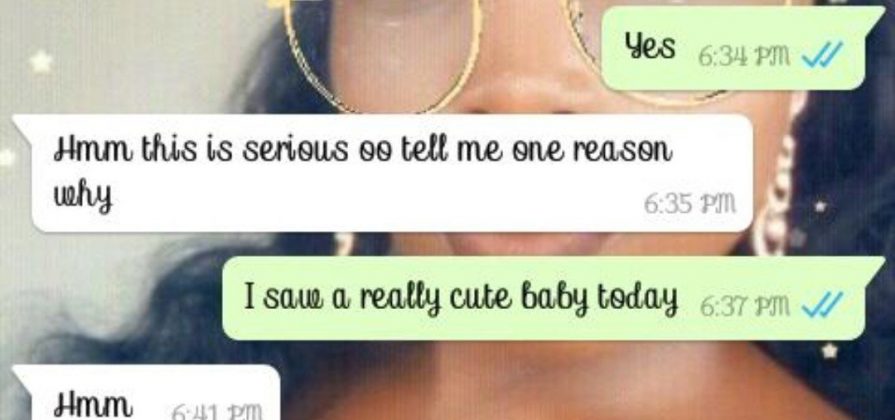 Yes 6:34 PM
Hmm this is serious oo tell me one reason
why 6:35 PM
I saw a really cute baby today 6:37 PM
Hmm 6:41 PM